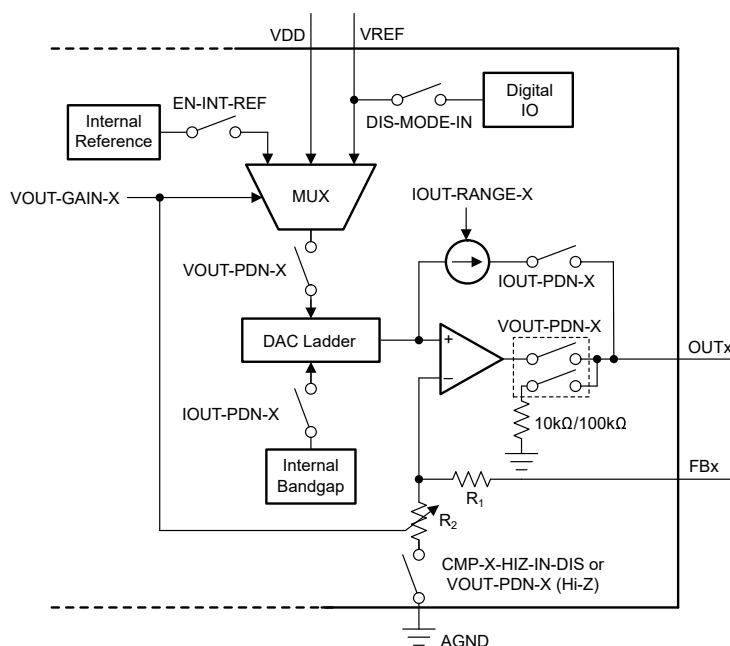 VDD
VREF
EN-INT-REF
Internal
Reference
DIS-MODE-IN
Digital
IO
VOUT-GAIN-X
MUX
IOUT-RANGE-X
VOUT-PDN-X
IOUT-PDN-X
DAC Ladder
+
−
VOUT-PDN-X
OUTx
IOUT-PDN-X
10kΩ/100kΩ
Internal
Bandgap
FBx
R1
R2
CMP-X-HIZ-IN-DIS or
VOUT-PDN-X (Hi-Z)
AGND